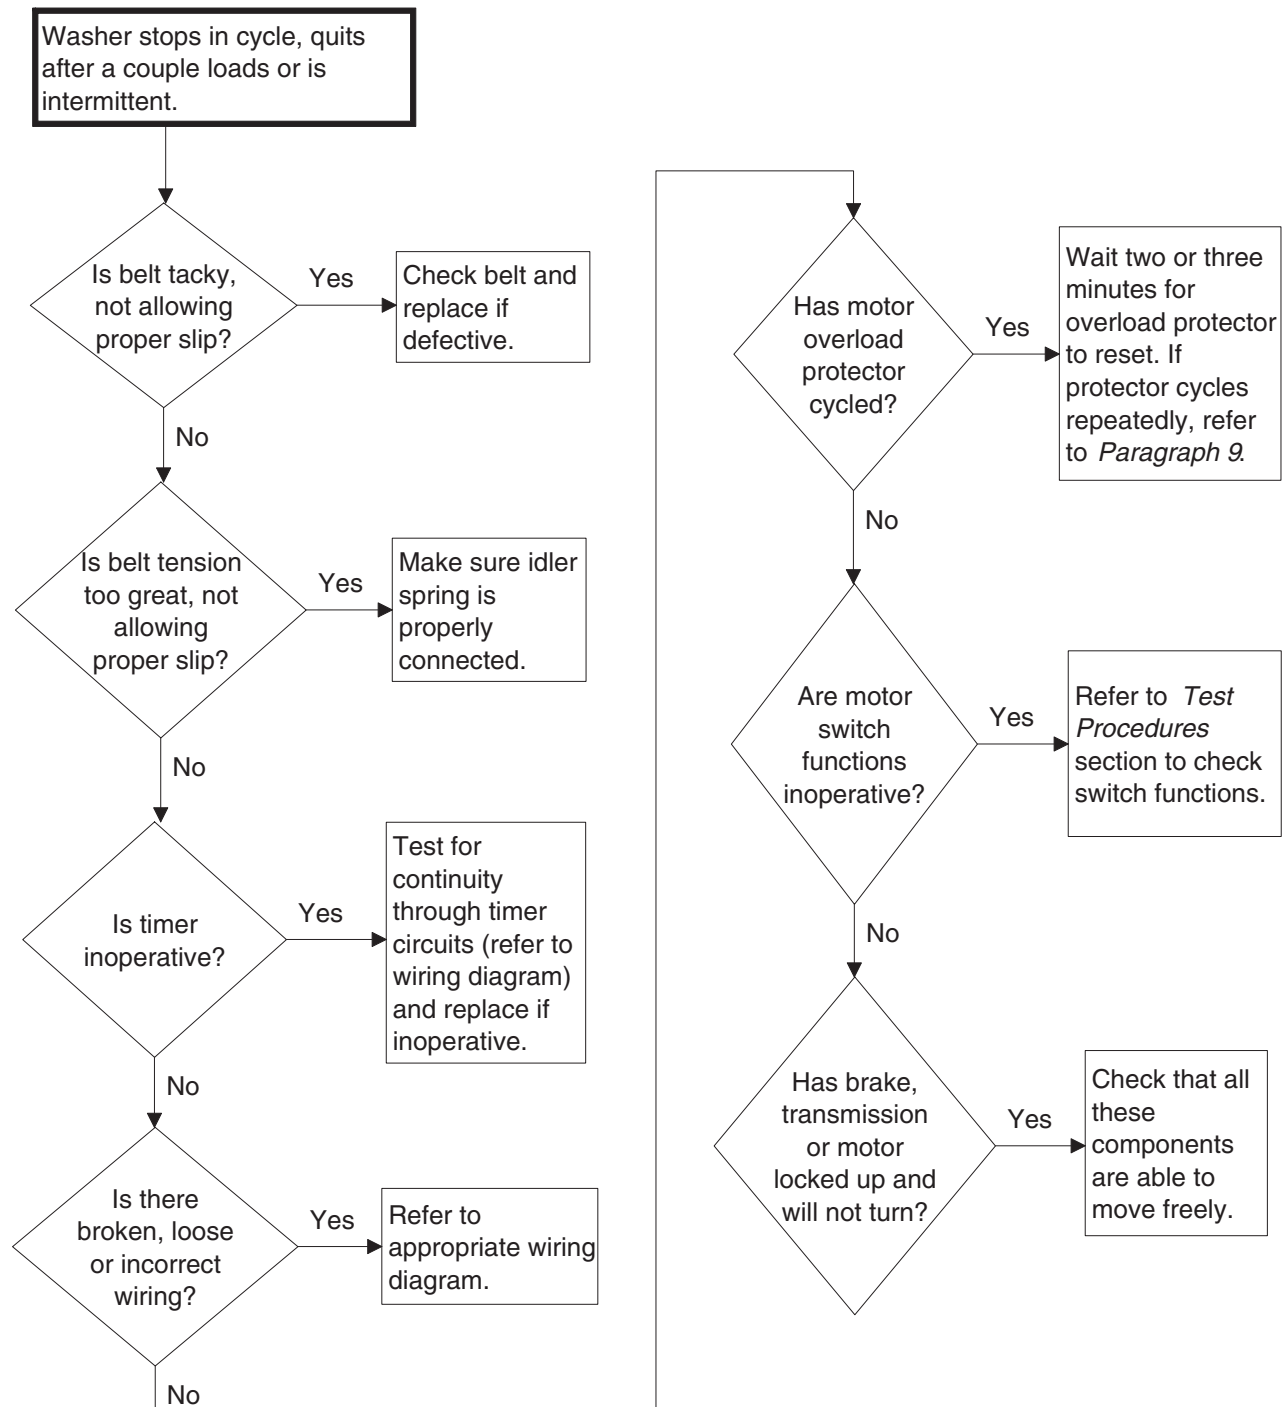 Washer stops in cycle, quits
after a couple loads or is
intermittent.
Is belt tacky,
not allowing
proper slip?
Yes
Check belt and
replace if
defective.
No
Is belt tension
too great, not
allowing
proper slip?
Yes
Make sure idler
spring is
properly
connected.
No
Is timer
inoperative?
Yes
Test for
continuity
through timer
circuits (refer to
wiring diagram)
and replace if
inoperative.
No
Is there
broken, loose
or incorrect
wiring?
Yes
Refer to
appropriate wiring
diagram.
No
Has motor
overload
protector
cycled?
Yes
Wait two or three
minutes for
overload protector
to reset. If
protector cycles
repeatedly, refer
to Paragraph 9.
No
Are motor
switch
functions
inoperative?
Yes
Refer to Test
Procedures
section to check
switch functions.
No
Has brake,
transmission
or motor
locked up and
will not turn?
Yes
Check that all
these
components
are able to
move freely.